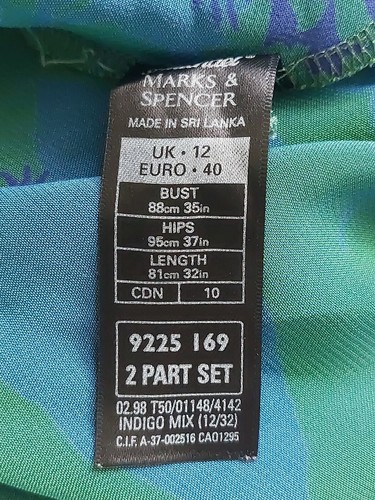 MARKS &
SPENCER
MADE IN SRI LANKA
UK · 12
EURO · 40
BUST
88cm 35in
HIPS
95cm 37in
LENGTH
81cm 32in
CDN 10
9225 169
2 PART SET
02.98 T50/01148/4142
INDIGO MIX (12/32)
C.I.F. A-37-002516 CA01295